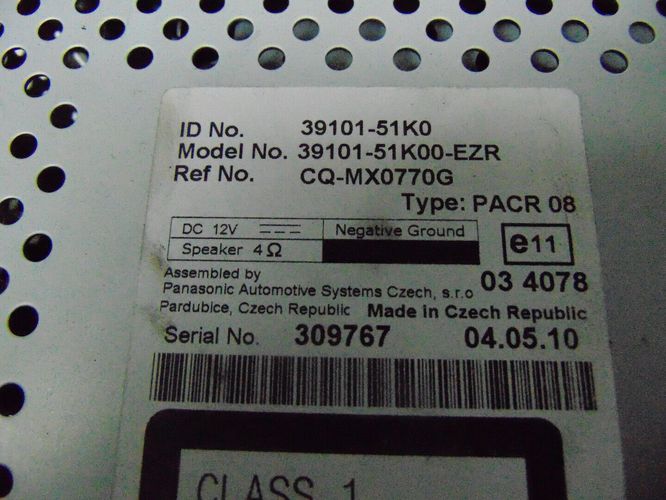 ID No. 39101-51K0
Model No. 39101-51K00-EZR
Ref No. CQ-MX0770G
Type: PACR 08
DC 12V Negative Ground
Speaker 4Ω
e11
Assembled by
03 4078
Panasonic Automotive Systems Czech, s.r.o
Pardubice, Czech Republic Made in Czech Republic
Serial No. 309767 04.05.10
CLASS 1